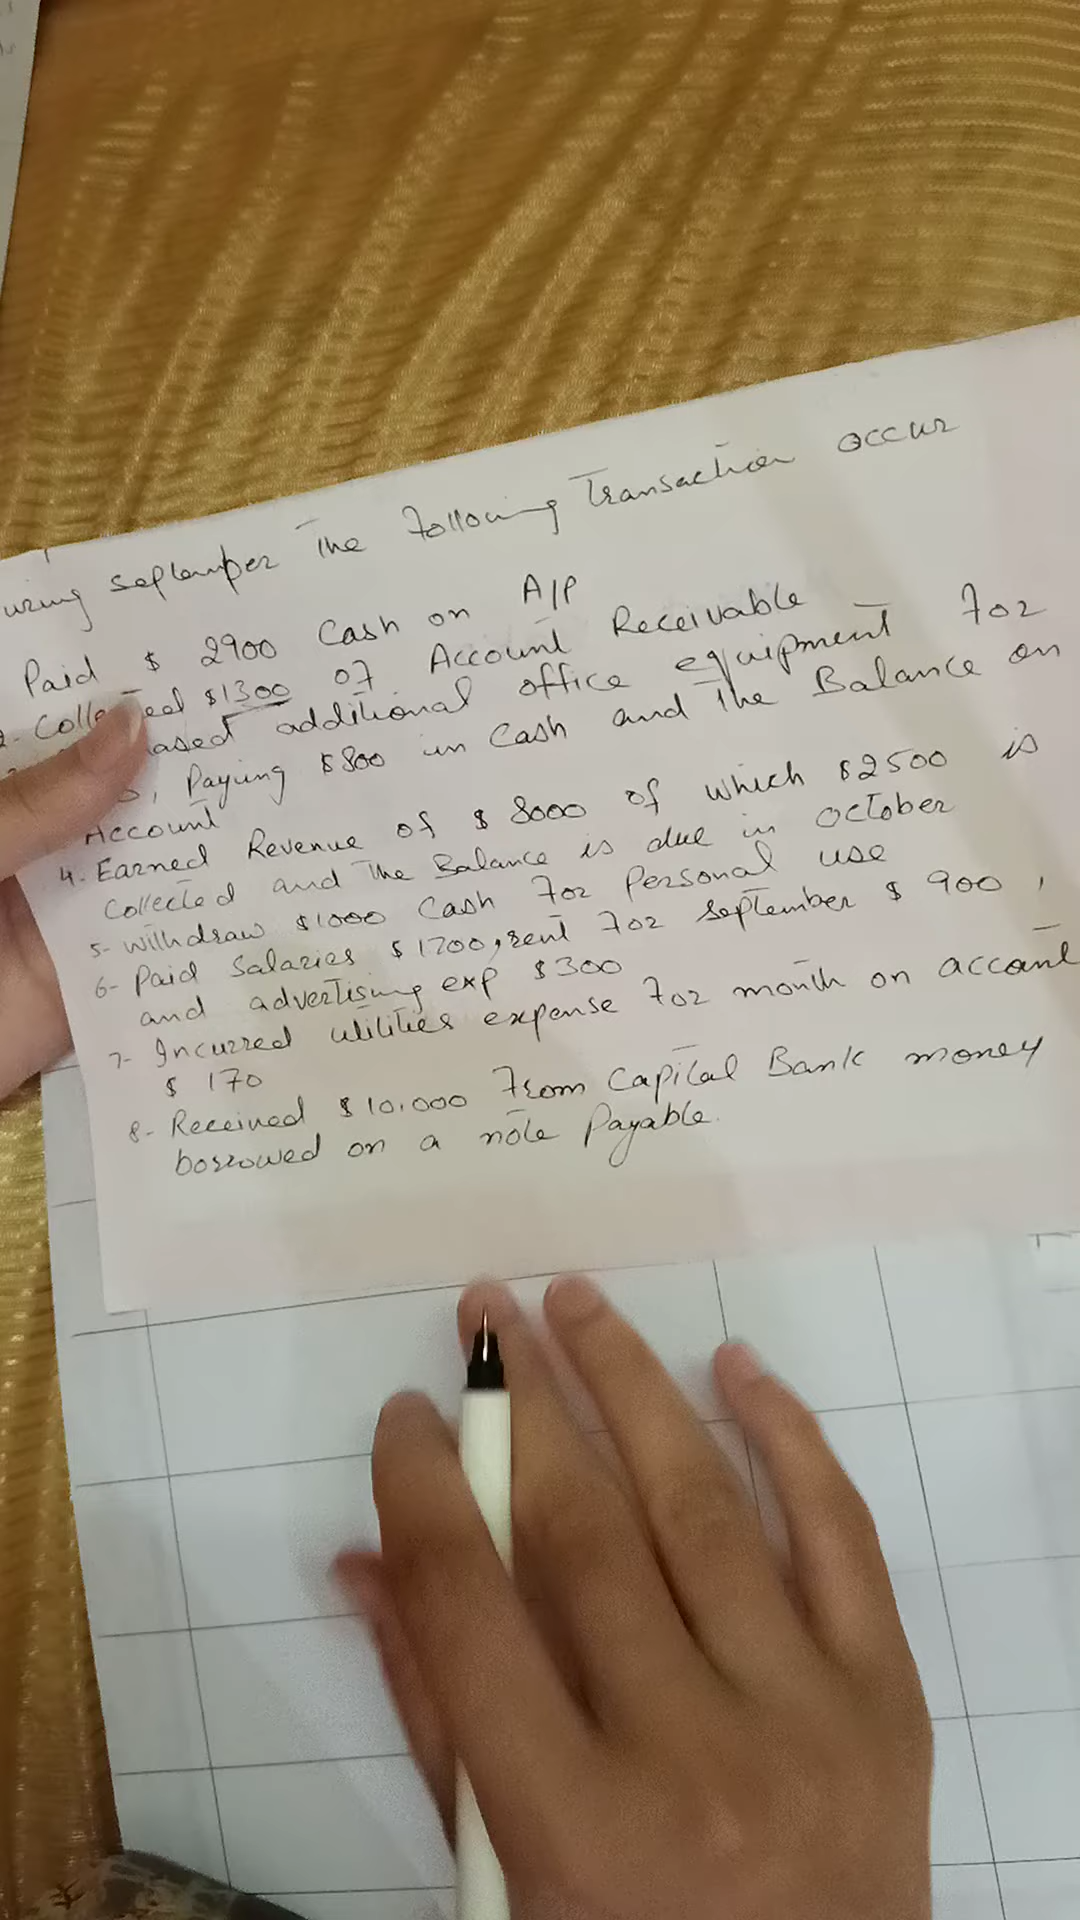 uring September The Following Transaction occur
Paid $ 2900 Cash on A/P
2- $1300 of Account Receivable
additional office equipment For
Paying $800 in Cash and The Balance on
Account
4. Earned Revenue of $ 8000 of which $2500 is
Collected and The Balance is due in october
5- withdraw $1000 Cash For Personal use
6- Paid Salaries $1700, rent For September $ 900,
and advertising exp $300
7- Incurred utilities expense For month on account
$ 170
8- Received $10,000 From Capital Bank money
borrowed on a note Payable.